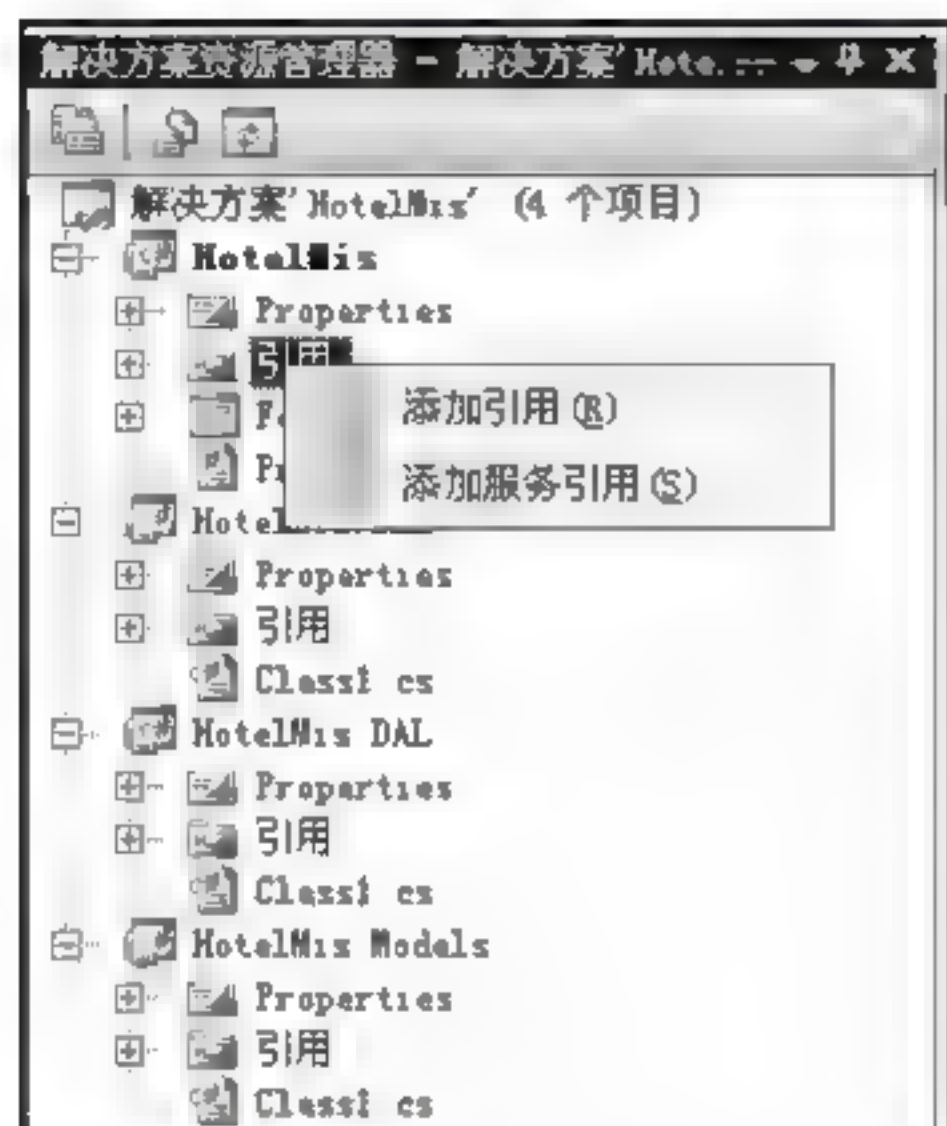 解决方案资源管理器 - 解决方案'Hote...
解决方案'HotelMis' (4 个项目)
HotelMis
Properties
引用
添加引用(R)
F
添加服务引用(S)
Pr
Hotel
Properties
引用
Class1 cs
HotelMis DAL
Properties
引用
Class1 cs
HotelMis Models
Properties
引用
Class1 cs